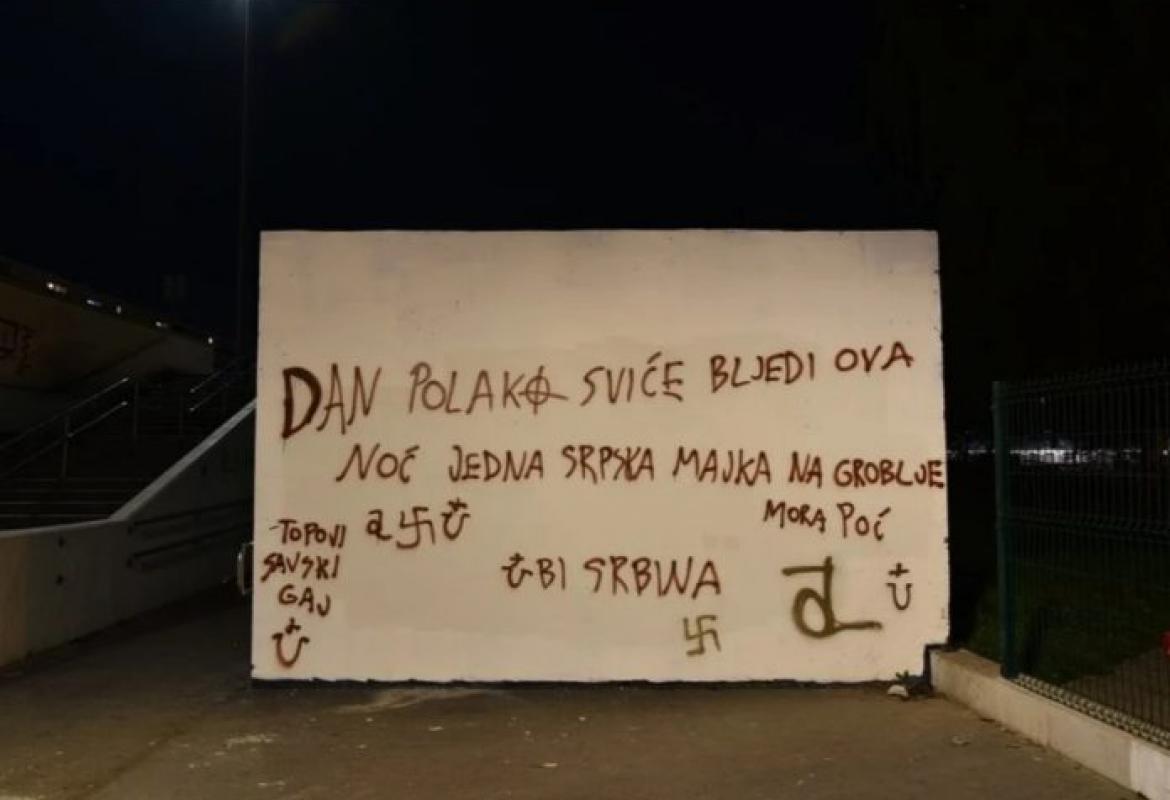 DAN POLAKO SVIĆE BLJEDI OVA
NOĆ JEDNA SRPSKA MAJKA NA GROBLJE
MORA POĆ
TOPOVI
SAVSKI
GAJ
U
a U
UBI SRBINA
d U